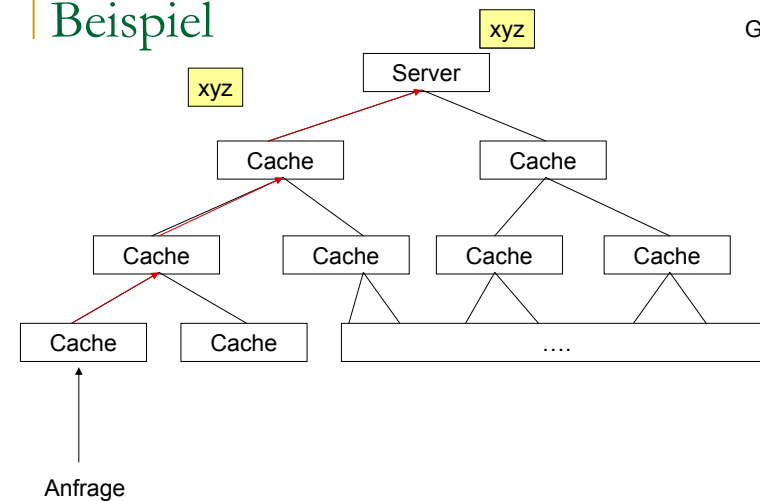 Beispiel
xyz
G
Server
xyz
Cache
Cache
Cache
Cache
Cache
Cache
Cache
Cache
....
Anfrage